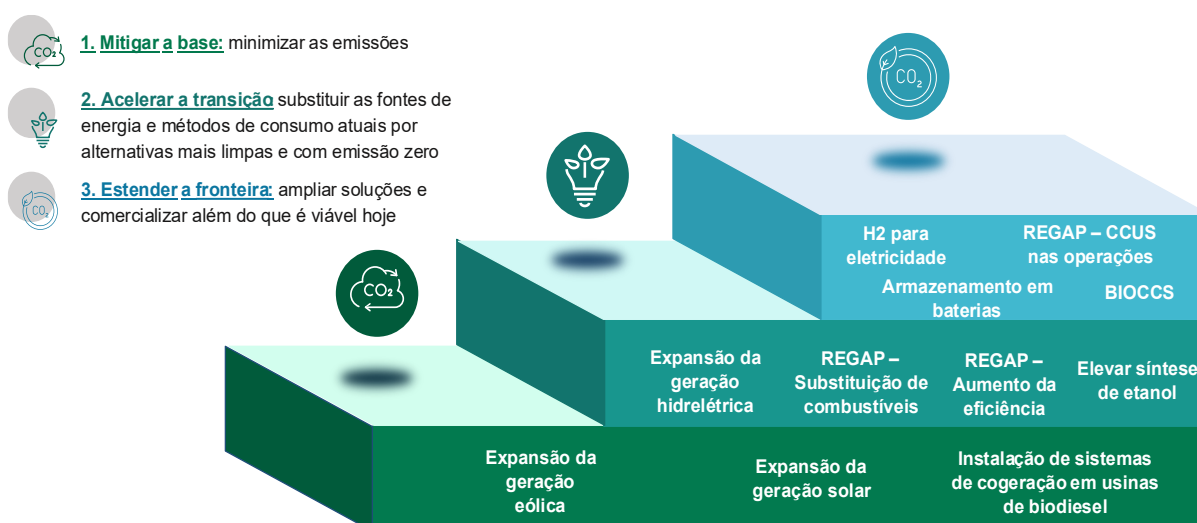 1. Mitigar a base: minimizar as emissões
2. Acelerar a transição substituir as fontes de
energia e métodos de consumo atuais por
alternativas mais limpas e com emissão zero
3. Estender a fronteira: ampliar soluções e
comercializar além do que é viável hoje
CO₂
CO₂
CO₂
CO₂
H2 para
eletricidade
REGAP – CCUS
nas operações
Armazenamento em
baterias
BIOCCS
Expansão da
geração
hidrelétrica
REGAP –
Substituição de
combustíveis
REGAP –
Aumento da
eficiência
Elevar síntese
de etanol
Expansão da
geração
eólica
Expansão da
geração solar
Instalação de sistemas
de cogeração em usinas
de biodiesel